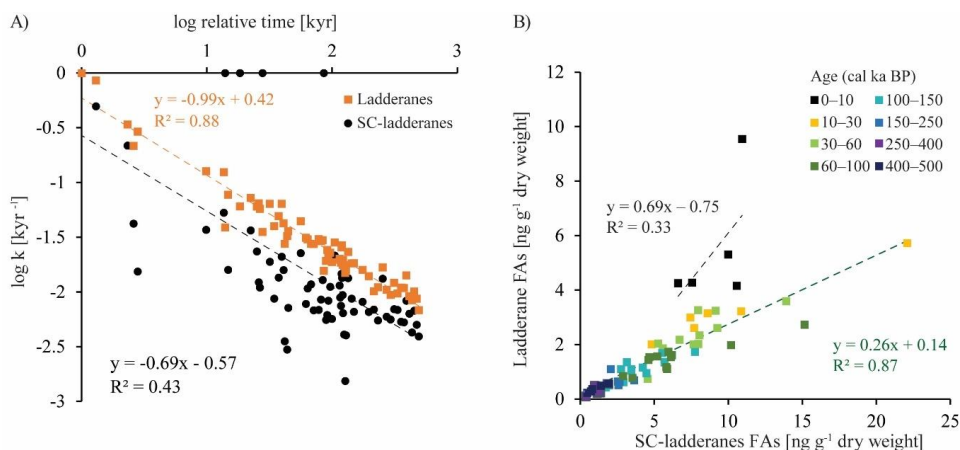 A)
log relative time [kyr]
0 1 2 3
0
-0.5
-1
-1.5
-2
-2.5
-3
log k [kyr⁻¹]
y = -0.99x + 0.42
R² = 0.88
Ladderanes
SC-ladderanes
y = -0.69x - 0.57
R² = 0.43
B)
12
10
8
6
4
2
0
Ladderane FAs [ng g⁻¹ dry weight]
Age (cal ka BP)
0–10 100–150
10–30 150–250
30–60 250–400
60–100 400–500
y = 0.69x – 0.75
R² = 0.33
y = 0.26x + 0.14
R² = 0.87
0 5 10 15 20 25
SC-ladderanes FAs [ng g⁻¹ dry weight]